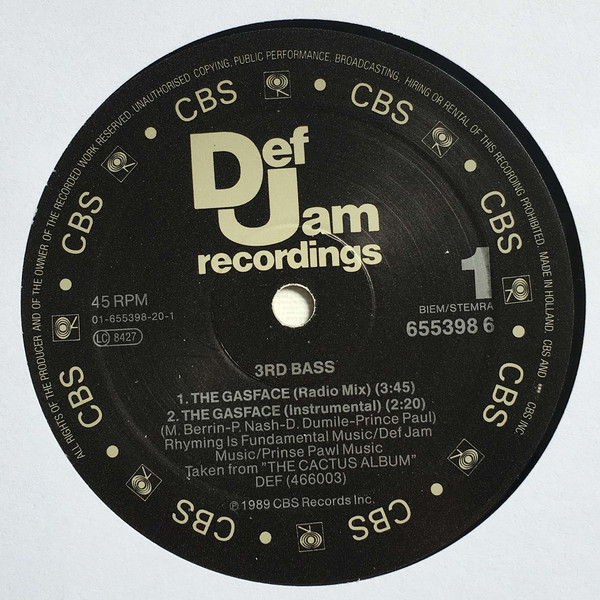 ALL RIGHTS OF THE PRODUCER AND OF THE OWNER OF THE RECORDED WORK RESERVED. UNAUTHORISED COPYING, PUBLIC PERFORMANCE, BROADCASTING, HIRING OR RENTAL OF THIS RECORDING PROHIBITED. MADE IN HOLLAND. CBS AND ... CBS INC
CBS
CBS
CBS
CBS
CBS
CBS
CBS
CBS
Def
Jam
recordings
1
45 RPM
01-655398-20-1
LC 8427
BIEM/STEMRA
655398 6
3RD BASS
1. THE GASFACE (Radio Mix) (3:45)
2. THE GASFACE (Instrumental) (2:20)
(M. Berrin-P. Nash-D. Dumile-Prince Paul)
Rhyming Is Fundamental Music/Def Jam
Music/Prinse Pawl Music
Taken from "THE CACTUS ALBUM"
DEF (466003)
℗ 1989 CBS Records Inc.